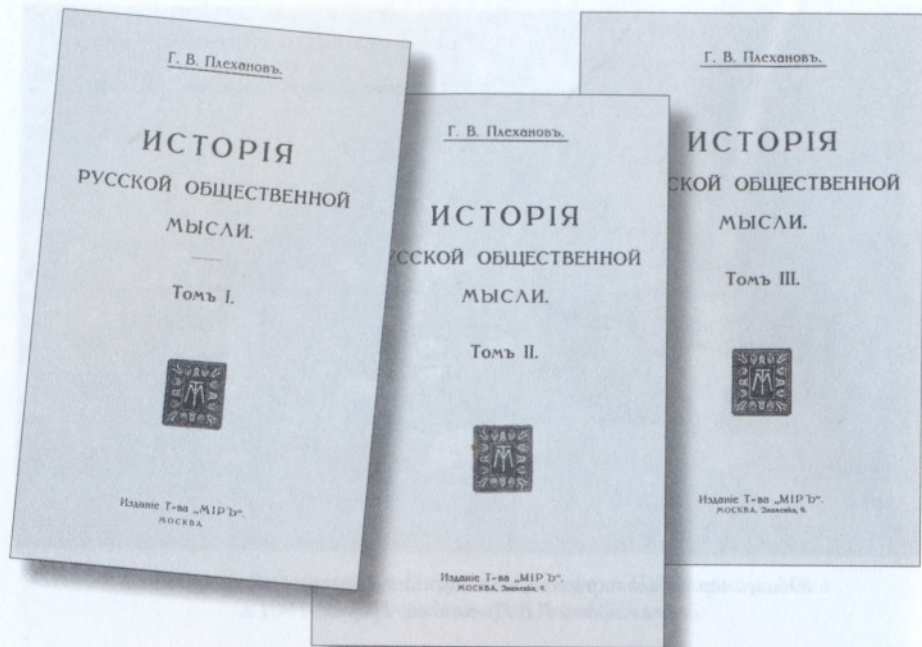 Г. В. Плехановъ.
ИСТОРІЯ
РУССКОЙ ОБЩЕСТВЕННОЙ
МЫСЛИ.
Томъ I.
Изданіе Т-ва „МІРЪ“.
МОСКВА.
Г. В. Плехановъ.
ИСТОРІЯ
УССКОЙ ОБЩЕСТВЕННОЙ
МЫСЛИ.
Томъ II.
Изданіе Т-ва „МІРЪ“.
МОСКВА, Знаменка, 9.
Г. В. Плехановъ.
ИСТОРІЯ
СКОЙ ОБЩЕСТВЕННОЙ
МЫСЛИ.
Томъ III.
Изданіе Т-ва „МІРЪ“.
МОСКВА, Знаменка, 9.